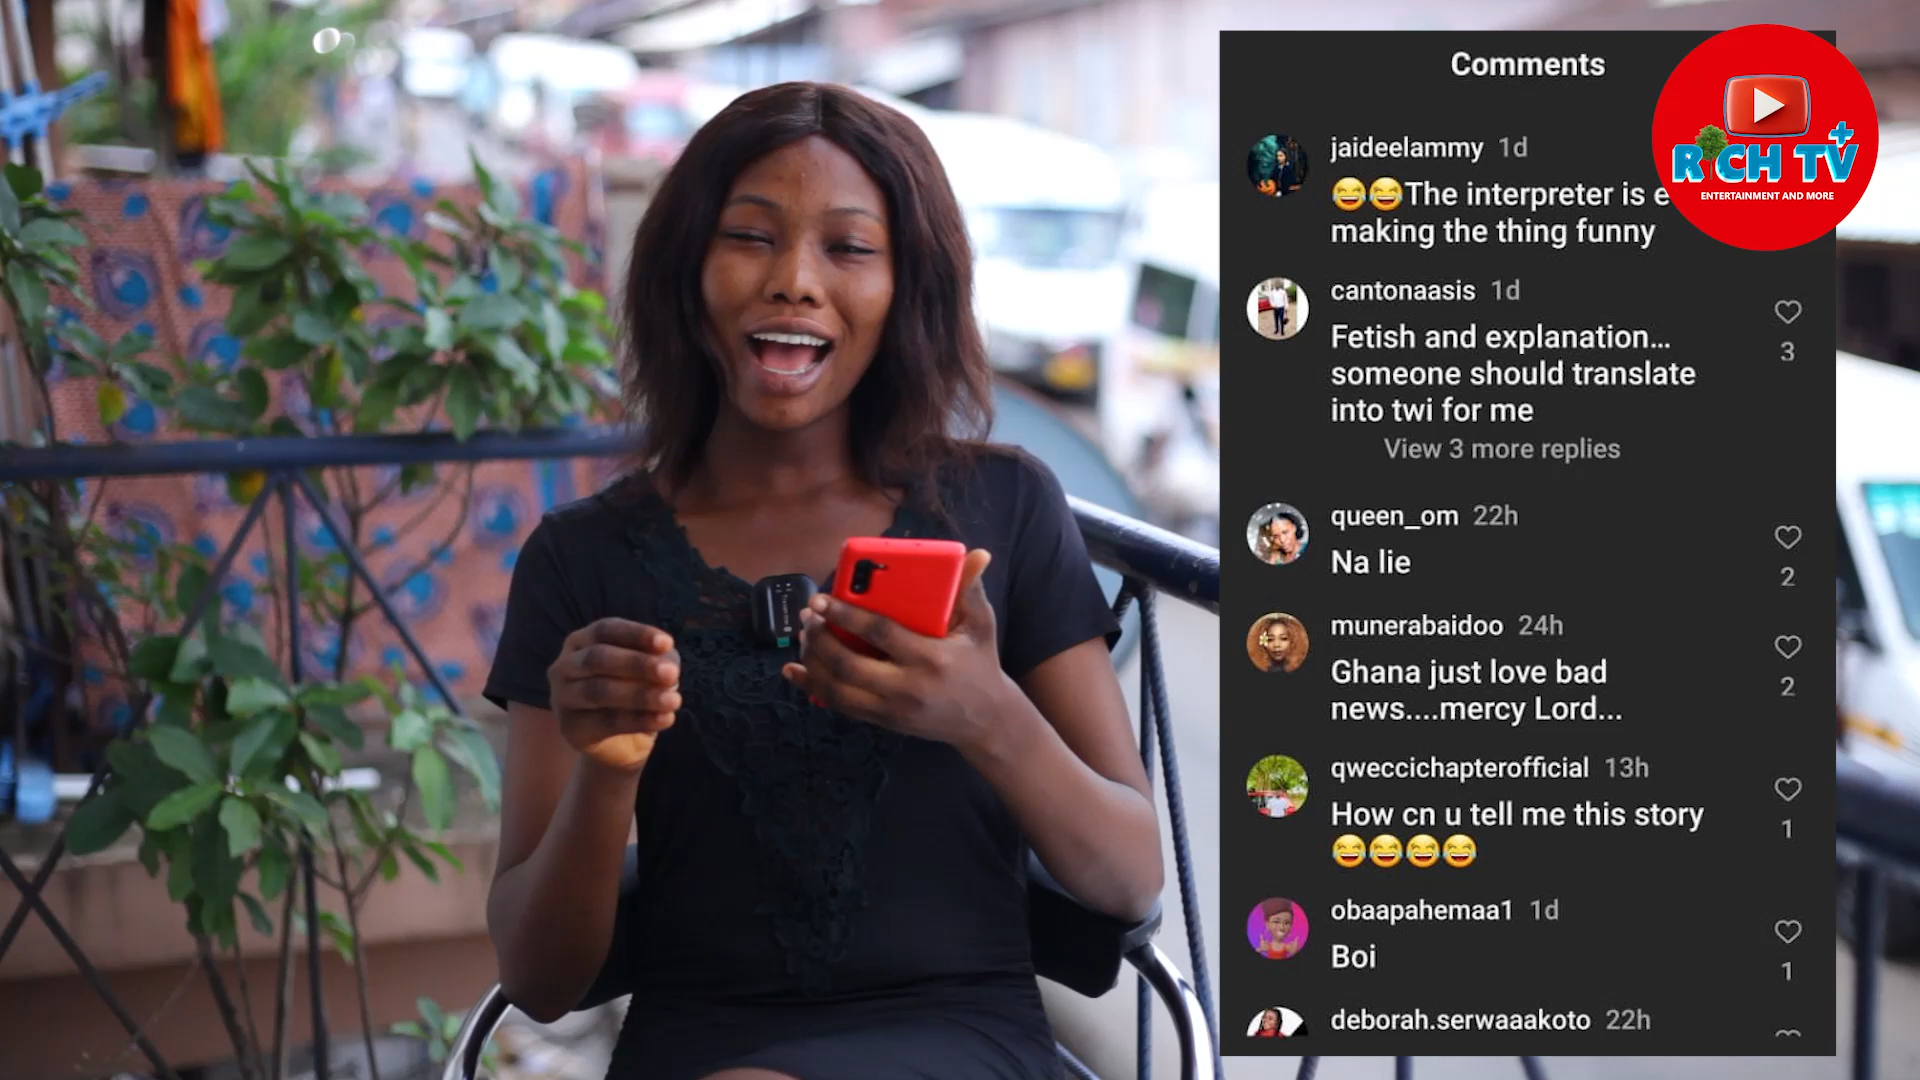 Comments
jaideelammy 1d
😂😂The interpreter is
making the thing funny
cantonaasis 1d
Fetish and explanation...
someone should translate
into twi for me
3
View 3 more replies
queen_om 22h
Na lie
2
munerabaidoo 24h
Ghana just love bad
news....mercy Lord...
2
qweccichapterofficial 13h
How cn u tell me this story
😂😂😂😂
1
obaapahemaa1 1d
Boi
1
deborah.serwaaakoto 22h
RICH TV+
ENTERTAINMENT AND MORE